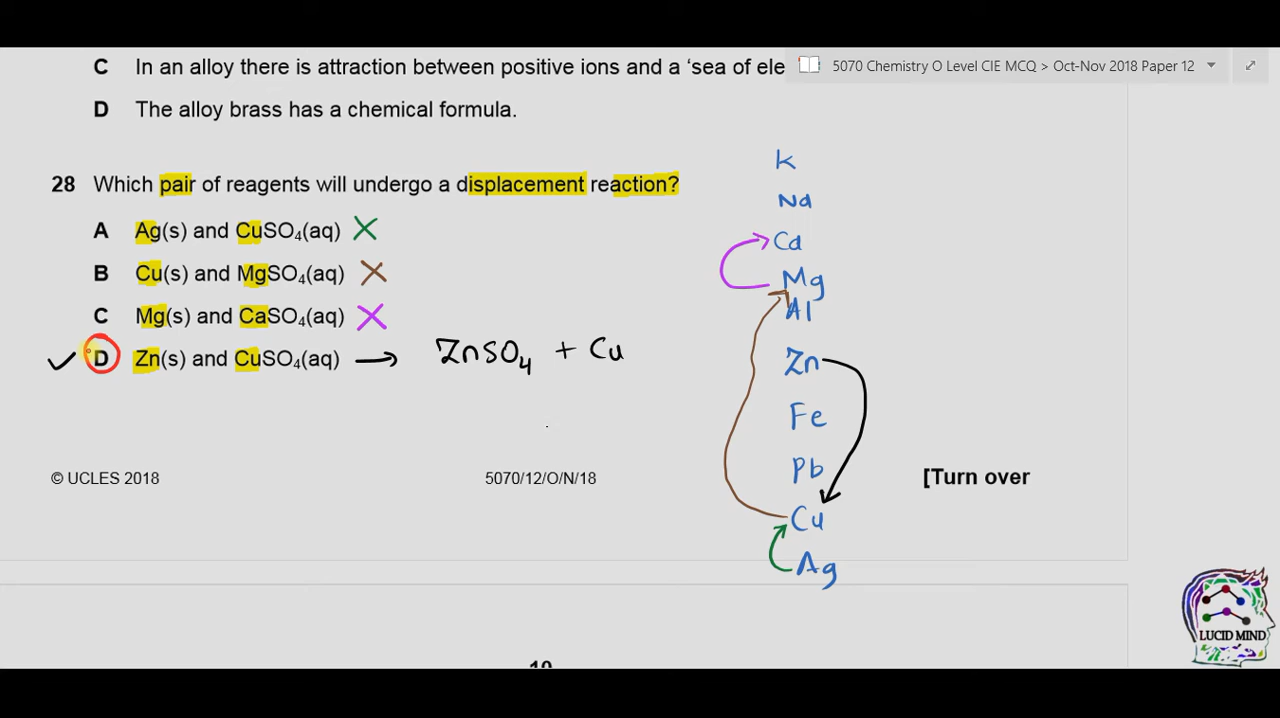 C In an alloy there is attraction between positive ions and a ‘sea of ele
5070 Chemistry O Level CIE MCQ > Oct-Nov 2018 Paper 12
D The alloy brass has a chemical formula.
28 Which pair of reagents will undergo a displacement reaction?
A Ag(s) and CuSO₄(aq) X
B Cu(s) and MgSO₄(aq) X
C Mg(s) and CaSO₄(aq) X
✓ D Zn(s) and CuSO₄(aq) → ZnSO₄ + Cu
K
Na
Ca
Mg
Al
Zn
Fe
Pb
Cu
Ag
© UCLES 2018 5070/12/O/N/18 [Turn over
LUCID MIND